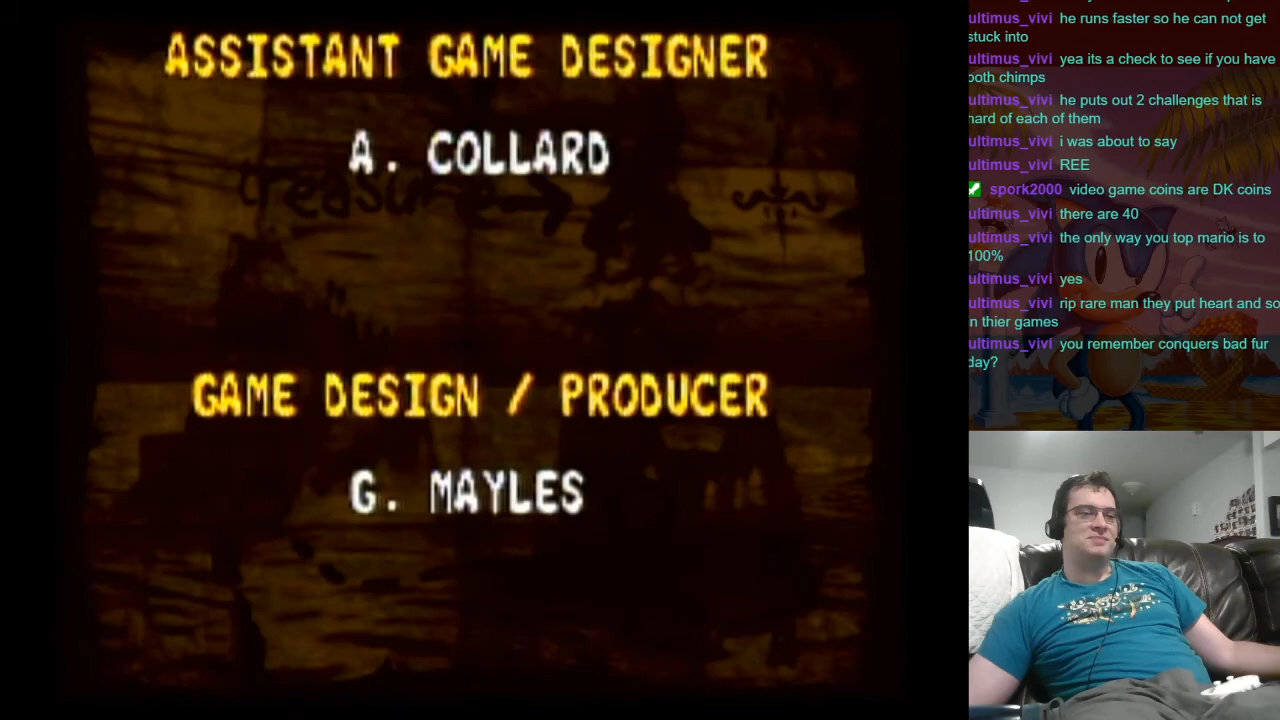 ASSISTANT GAME DESIGNER
A. COLLARD
treasure
GAME DESIGN / PRODUCER
G. MAYLES
ultimus_vivi he runs faster so he can not get
stuck into
ultimus_vivi yea its a check to see if you have
both chimps
ultimus_vivi he puts out 2 challenges that is
hard of each of them
ultimus_vivi i was about to say
ultimus_vivi REE
spork2000 video game coins are DK coins
ultimus_vivi there are 40
ultimus_vivi the only way you top mario is to
100%
ultimus_vivi yes
ultimus_vivi rip rare man they put heart and so
in thier games
ultimus_vivi you remember conquers bad fur
day?